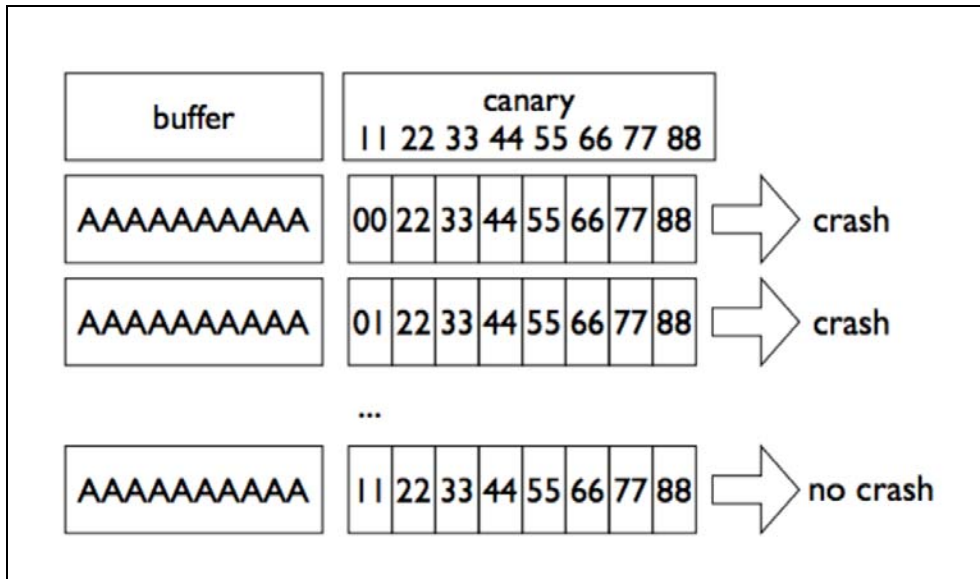 buffer
canary
11 22 33 44 55 66 77 88
AAAAAAAAAA 00 22 33 44 55 66 77 88 crash
AAAAAAAAAA 01 22 33 44 55 66 77 88 crash
...
AAAAAAAAAA 11 22 33 44 55 66 77 88 no crash